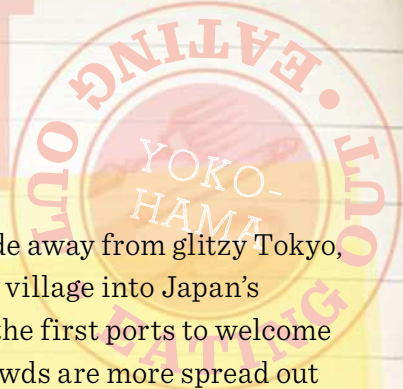 EATING OUT • EATING OUT
YOKO-
HAMA
de away from glitzy Tokyo,
village into Japan's
the first ports to welcome
wds are more spread out